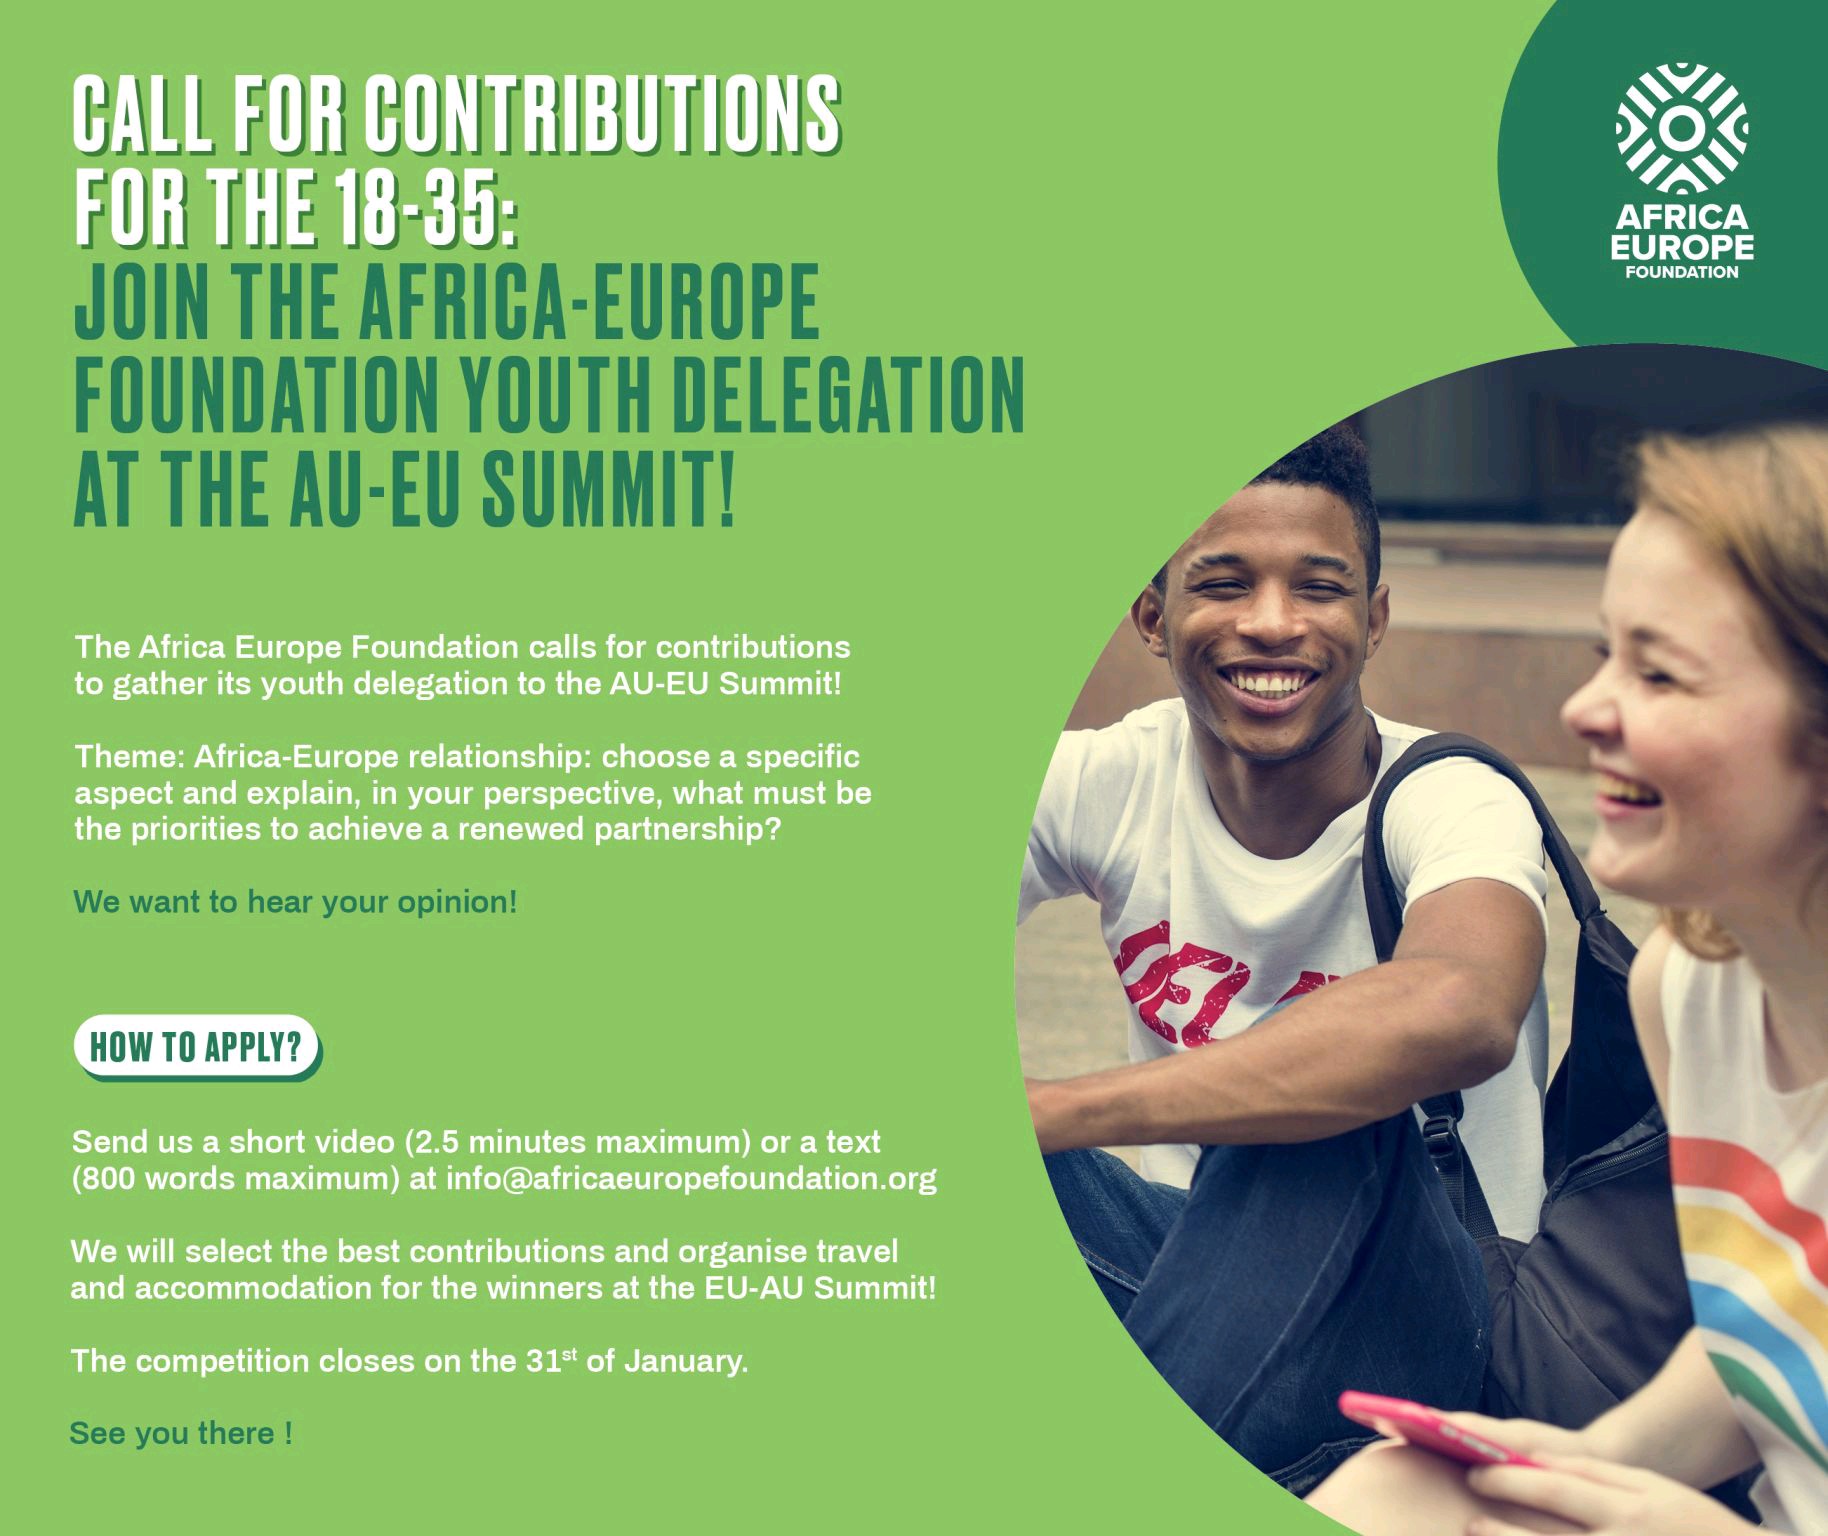 CALL FOR CONTRIBUTIONS
FOR THE 18-35:
JOIN THE AFRICA-EUROPE
FOUNDATION YOUTH DELEGATION
AT THE AU-EU SUMMIT!
AFRICA
EUROPE
FOUNDATION
The Africa Europe Foundation calls for contributions
to gather its youth delegation to the AU-EU Summit!
Theme: Africa-Europe relationship: choose a specific
aspect and explain, in your perspective, what must be
the priorities to achieve a renewed partnership?
We want to hear your opinion!
HOW TO APPLY?
Send us a short video (2.5 minutes maximum) or a text
(800 words maximum) at info@africaeuropefoundation.org
We will select the best contributions and organise travel
and accommodation for the winners at the EU-AU Summit!
The competition closes on the 31st of January.
See you there !